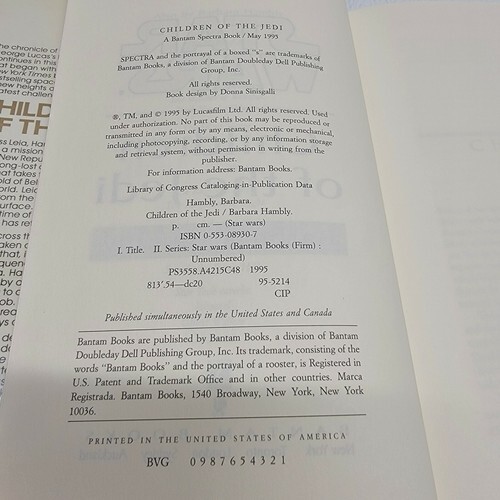 CHILDREN OF THE JEDI
A Bantam Spectra Book / May 1995
SPECTRA and the portrayal of a boxed "s" are trademarks of
Bantam Books, a division of Bantam Doubleday Dell Publishing
Group, Inc.
All rights reserved.
Book design by Donna Sinisgalli
®, TM, and © 1995 by Lucasfilm Ltd. All rights reserved. Used
under authorization. No part of this book may be reproduced or
transmitted in any form or by any means, electronic or mechanical,
including photocopying, recording, or by any information storage
and retrieval system, without permission in writing from the
publisher.
For information address: Bantam Books.
Library of Congress Cataloging-in-Publication Data
Hambly, Barbara.
Children of the Jedi / Barbara Hambly.
p. cm. — (Star wars)
ISBN 0-553-08930-7
I. Title. II. Series: Star wars (Bantam Books (Firm) :
Unnumbered)
PS3558.A4215C48 1995
813'.54—dc20 95-5214
CIP
Published simultaneously in the United States and Canada
Bantam Books are published by Bantam Books, a division of Bantam
Doubleday Dell Publishing Group, Inc. Its trademark, consisting of the
words "Bantam Books" and the portrayal of a rooster, is Registered in
U.S. Patent and Trademark Office and in other countries. Marca
Registrada. Bantam Books, 1540 Broadway, New York, New York
10036.
PRINTED IN THE UNITED STATES OF AMERICA
BVG 0987654321